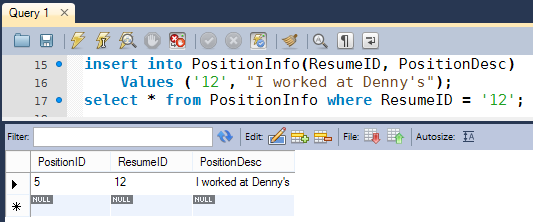 Query 1
15 insert into PositionInfo(ResumeID, PositionDesc)
16 Values ('12', "I worked at Denny's");
17 select * from PositionInfo where ResumeID = '12';
Filter: Edit: File: Autosize:
PositionID ResumeID PositionDesc
5 12 I worked at Denny's
NULL NULL NULL